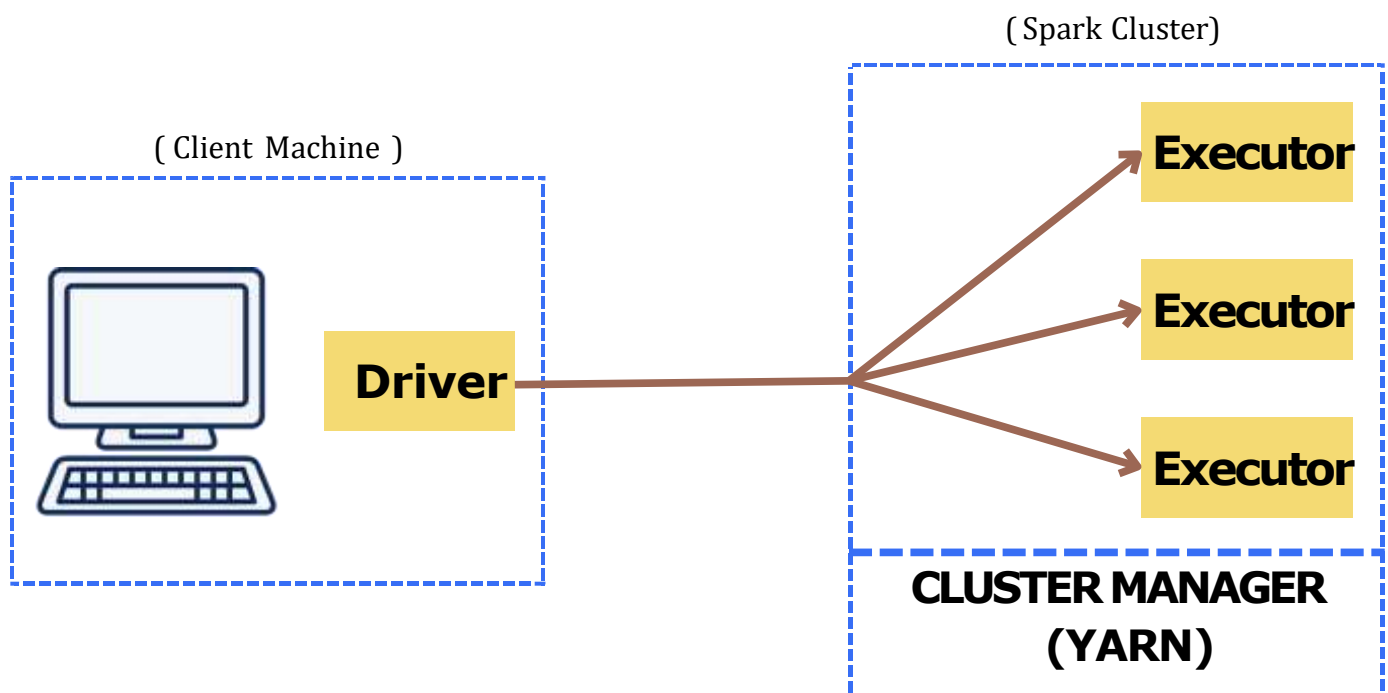 ( Spark Cluster)
( Client Machine )
Executor
Executor
Driver
Executor
CLUSTER MANAGER
(YARN)